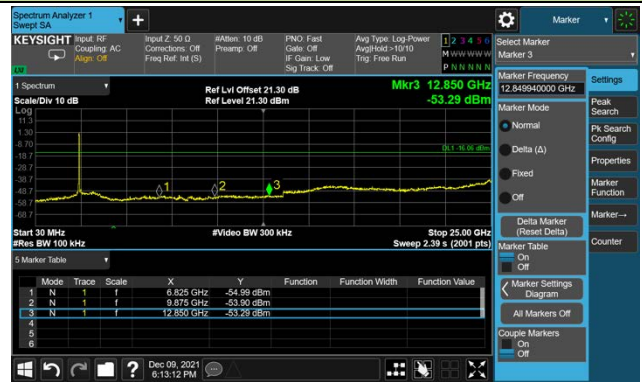 Spectrum Analyzer 1
Swept SA
Marker
KEYSIGHT
Input: RF
Coupling: AC
Align: Off
Input Z: 50 Ω
Corrections: Off
Freq Ref: Int (S)
#Atten: 10 dB
Preamp: Off
PNO: Fast
Gate: Off
IF Gain: Low
Sig Track: Off
Avg Type: Log-Power
Avg|Hold:>10/10
Trig: Free Run
1 2 3 4 5 6
M W W W W W
P N N N N N
Select Marker
Marker 3
1 Spectrum
Scale/Div 10 dB
Ref Lvl Offset 21.30 dB
Ref Level 21.30 dBm
Mkr3 12.850 GHz
-53.29 dBm
Log
11.3
1.30
-8.70
-18.7
-28.7
-38.7
-48.7
-58.7
-68.7
DL1 -16.06 dBm
1
2
3
Start 30 MHz
#Res BW 100 kHz
#Video BW 300 kHz
Stop 25.00 GHz
Sweep 2.39 s (2001 pts)
5 Marker Table
Mode Trace Scale X Y Function Function Width Function Value
1 N 1 f 6.825 GHz -54.99 dBm
2 N 1 f 9.875 GHz -53.90 dBm
3 N 1 f 12.850 GHz -53.29 dBm
4
5
6
Marker Frequency
12.849940000 GHz
Marker Mode
Normal
Delta (Δ)
Fixed
Off
Delta Marker
(Reset Delta)
Marker Table
On
Off
Marker Settings
Diagram
All Markers Off
Couple Markers
On
Off
Settings
Peak
Search
Pk Search
Config
Properties
Marker
Function
Marker→
Counter
Dec 09, 2021
6:13:12 PM